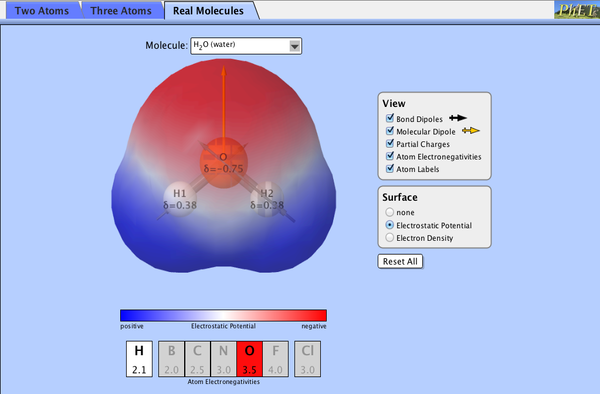 Two Atoms Three Atoms Real Molecules PhET
Molecule: H₂O (water)
View
Bond Dipoles
Molecular Dipole
Partial Charges
Atom Electronegativities
Atom Labels
O
δ=−0.75
H1 H2
δ=0.38 δ=0.38
Surface
none
Electrostatic Potential
Electron Density
Reset All
positive Electrostatic Potential negative
H B C N O F Cl
2.1 2.0 2.5 3.0 3.5 4.0 3.0
Atom Electronegativities